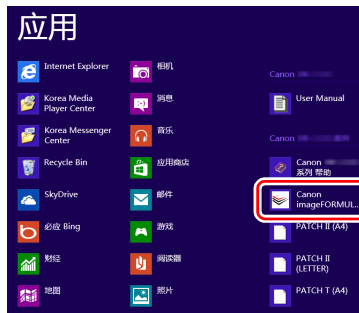 应用
Internet Explorer
Korea Media
Player Center
Korea Messenger
Center
Recycle Bin
SkyDrive
必应 Bing
财经
地图
相机
消息
音乐
应用商店
邮件
游戏
阅读器
照片
Canon
User Manual
Canon
Canon
系列 帮助
Canon
imageFORMUL...
PATCH II (A4)
PATCH II
(LETTER)
PATCH T (A4)